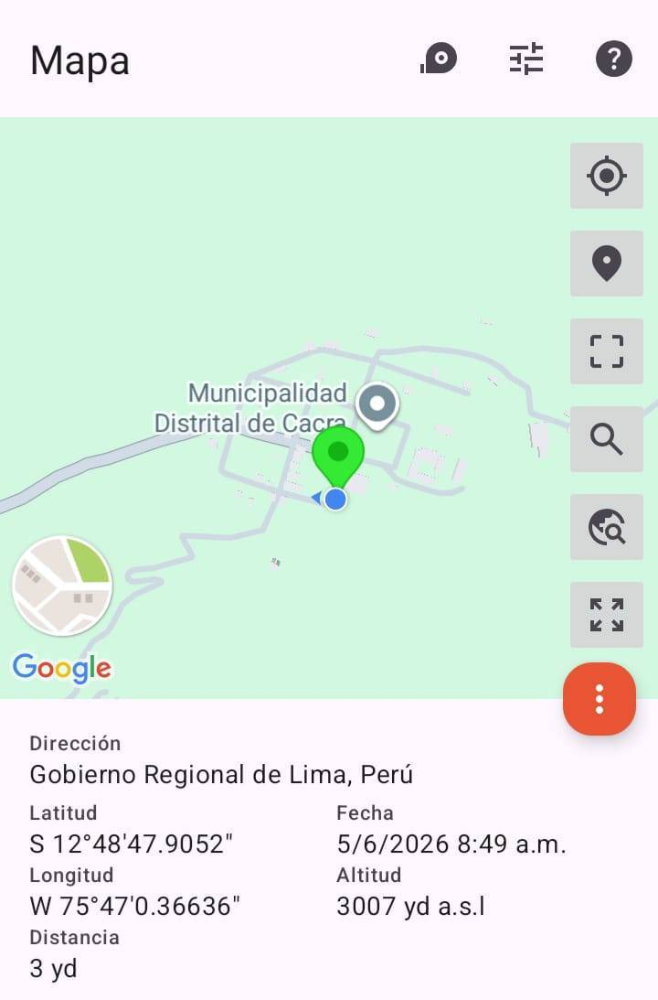 Mapa
Municipalidad
Distrital de Cacra
Google
Dirección
Gobierno Regional de Lima, Perú
Latitud
Fecha
S 12°48'47.9052"
5/6/2026 8:49 a.m.
Longitud
Altitud
W 75°47'0.36636"
3007 yd a.s.l
Distancia
3 yd